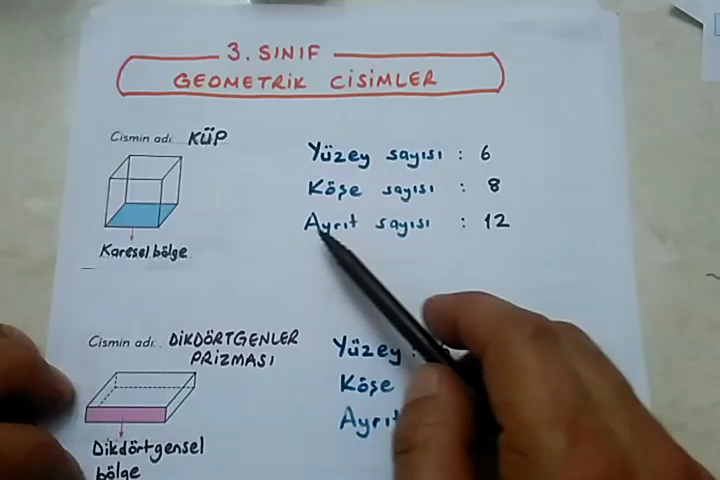 3. SINIF
GEOMETRİK CİSİMLER
Cismin adı: KÜP
Yüzey sayısı : 6
Köşe sayısı : 8
Ayrıt sayısı : 12
Karesel bölge
Cismin adı: DİKDÖRTGENLER
PRİZMASI
Yüzey
Köşe
Ayrıt
Dikdörtgensel
bölge